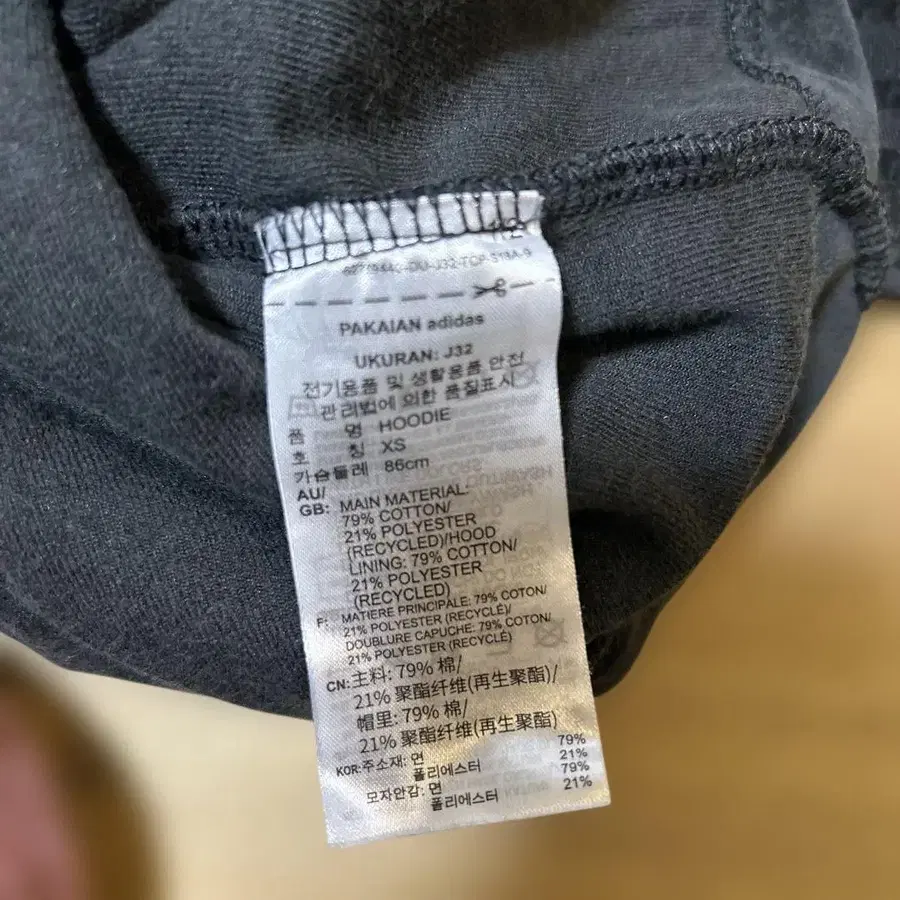 PAKAIAN adidas
UKURAN: J32
전기용품 및 생활용품 안전
관리법에 의한 품질표시
품 명 HOODIE
호 칭 XS
가슴둘레 86cm
AU/
GB: MAIN MATERIAL:
79% COTTON/
21% POLYESTER
(RECYCLED)/HOOD
LINING: 79% COTTON/
21% POLYESTER
(RECYCLED)
F: MATIERE PRINCIPALE: 79% COTON/
21% POLYESTER (RECYCLÉ)/
DOUBLURE CAPUCHE: 79% COTON/
21% POLYESTER (RECYCLÉ)
CN: 主料: 79% 棉/
21% 聚酯纤维(再生聚酯)/
帽里: 79% 棉/
21% 聚酯纤维(再生聚酯)
KOR: 주소재: 면 79%
폴리에스터 21%
모자안감: 면 79%
폴리에스터 21%